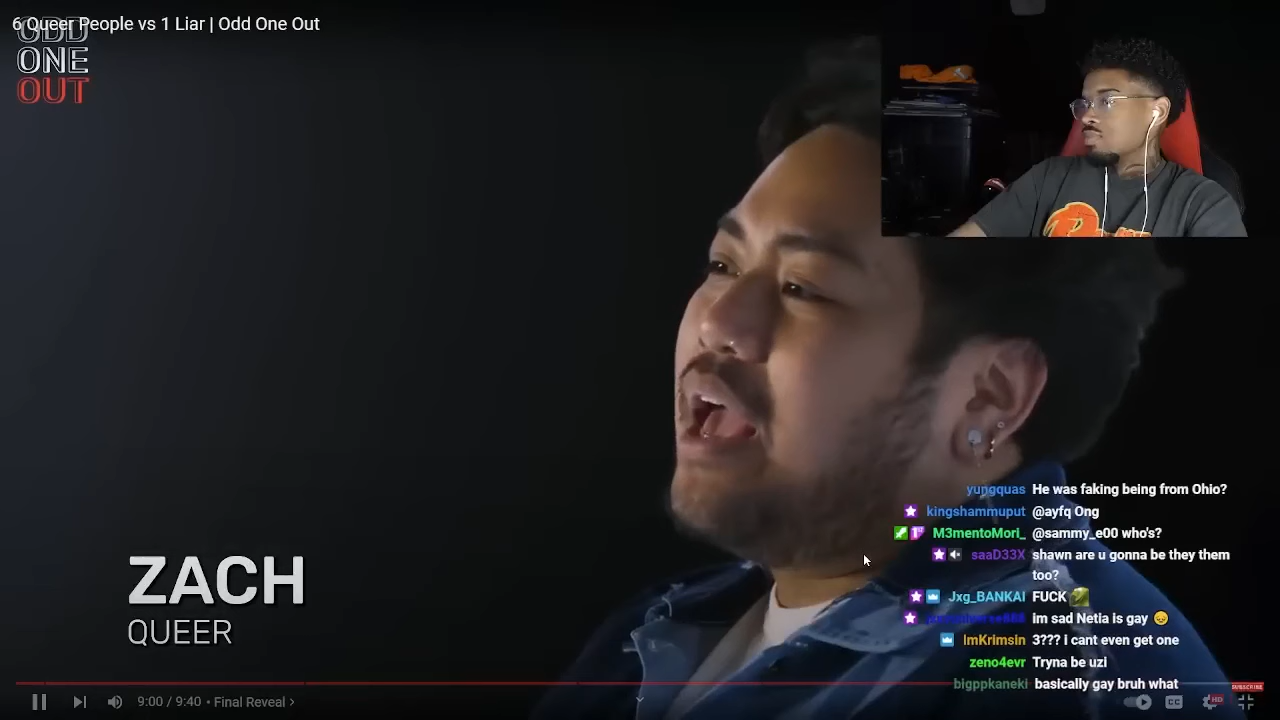 6 Queer People vs 1 Liar | Odd One Out
ODD
ONE
OUT
yungquas He was faking being from Ohio?
kingshammuput @ayfq Ong
M3mentoMori_ @sammy_e00 who's?
saaD33X shawn are u gonna be they them
too?
Jxg_BANKAI FUCK
im sad Netia is gay
ImKrimsin 3??? i cant even get one
zeno4evr Tryna be uzi
bigppkaneki basically gay bruh what
ZACH
QUEER
SUBSCRIBE
9:00 / 9:40 • Final Reveal >
CC
HD